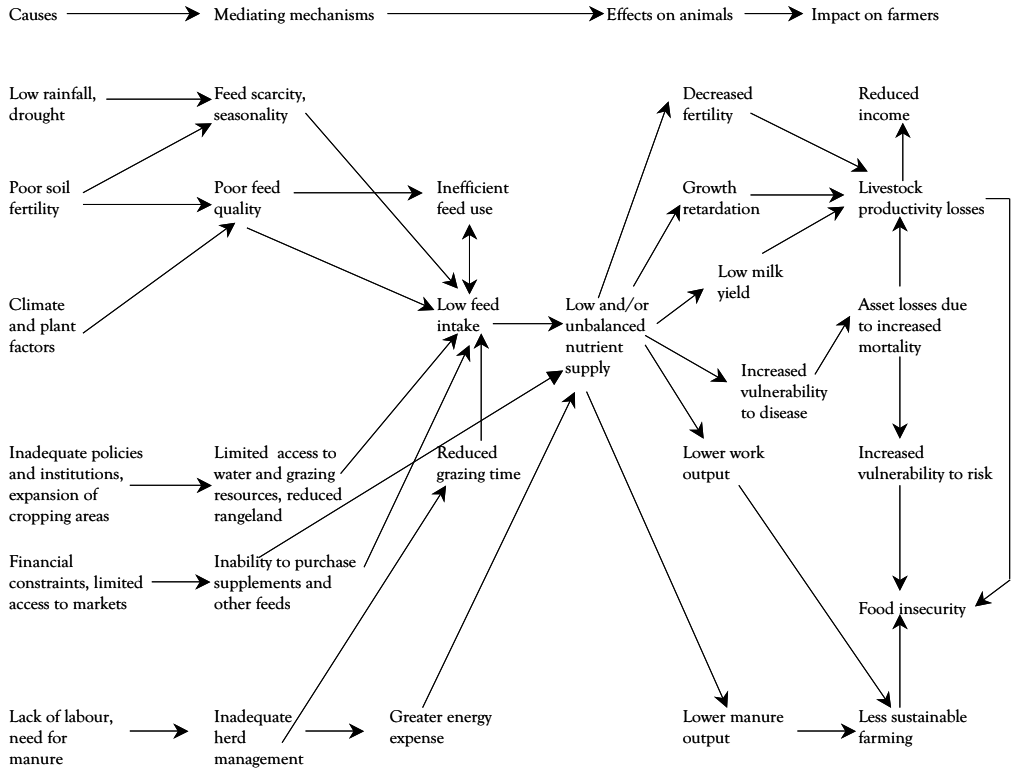 Causes
Mediating mechanisms
Effects on animals
Impact on farmers
Low rainfall,
drought
Feed scarcity,
seasonality
Decreased
fertility
Reduced
income
Poor soil
fertility
Poor feed
quality
Inefficient
feed use
Growth
retardation
Livestock
productivity losses
Low milk
yield
Climate
and plant
factors
Low feed
intake
Low and/or
unbalanced
nutrient
supply
Asset losses due
to increased
mortality
Increased
vulnerability
to disease
Inadequate policies
and institutions,
expansion of
cropping areas
Limited access to
water and grazing
resources, reduced
rangeland
Reduced
grazing time
Lower work
output
Increased
vulnerability to risk
Financial
constraints, limited
access to markets
Inability to purchase
supplements and
other feeds
Food insecurity
Lack of labour,
need for
manure
Inadequate
herd
management
Greater energy
expense
Lower manure
output
Less sustainable
farming